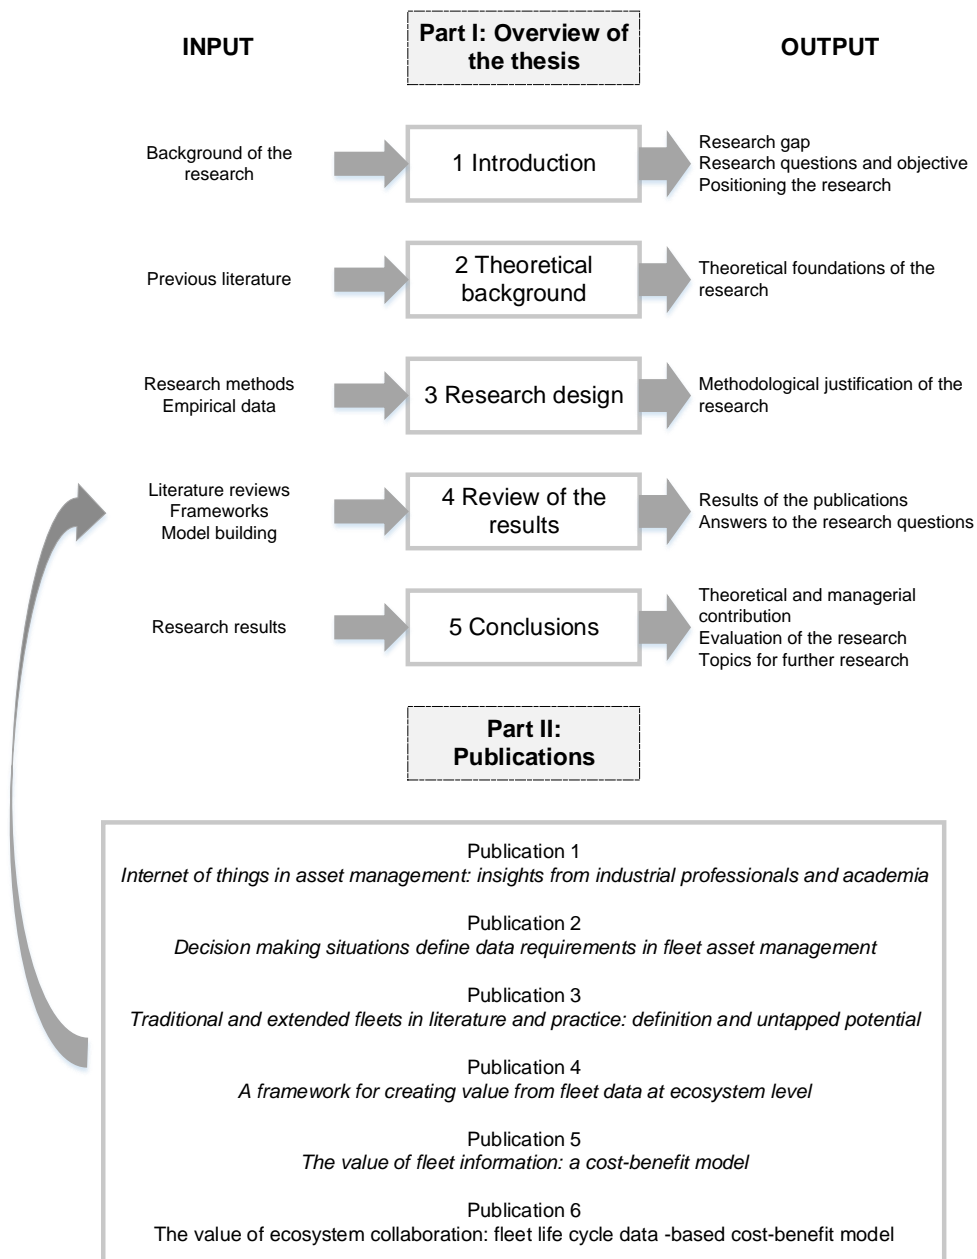 INPUT
Part I: Overview of
the thesis
OUTPUT
Background of the
research
1 Introduction
Research gap
Research questions and objective
Positioning the research
Previous literature
2 Theoretical
background
Theoretical foundations of the
research
Research methods
Empirical data
3 Research design
Methodological justification of the
research
Literature reviews
Frameworks
Model building
4 Review of the
results
Results of the publications
Answers to the research questions
Research results
5 Conclusions
Theoretical and managerial
contribution
Evaluation of the research
Topics for further research
Part II:
Publications
Publication 1
Internet of things in asset management: insights from industrial professionals and academia
Publication 2
Decision making situations define data requirements in fleet asset management
Publication 3
Traditional and extended fleets in literature and practice: definition and untapped potential
Publication 4
A framework for creating value from fleet data at ecosystem level
Publication 5
The value of fleet information: a cost-benefit model
Publication 6
The value of ecosystem collaboration: fleet life cycle data -based cost-benefit model